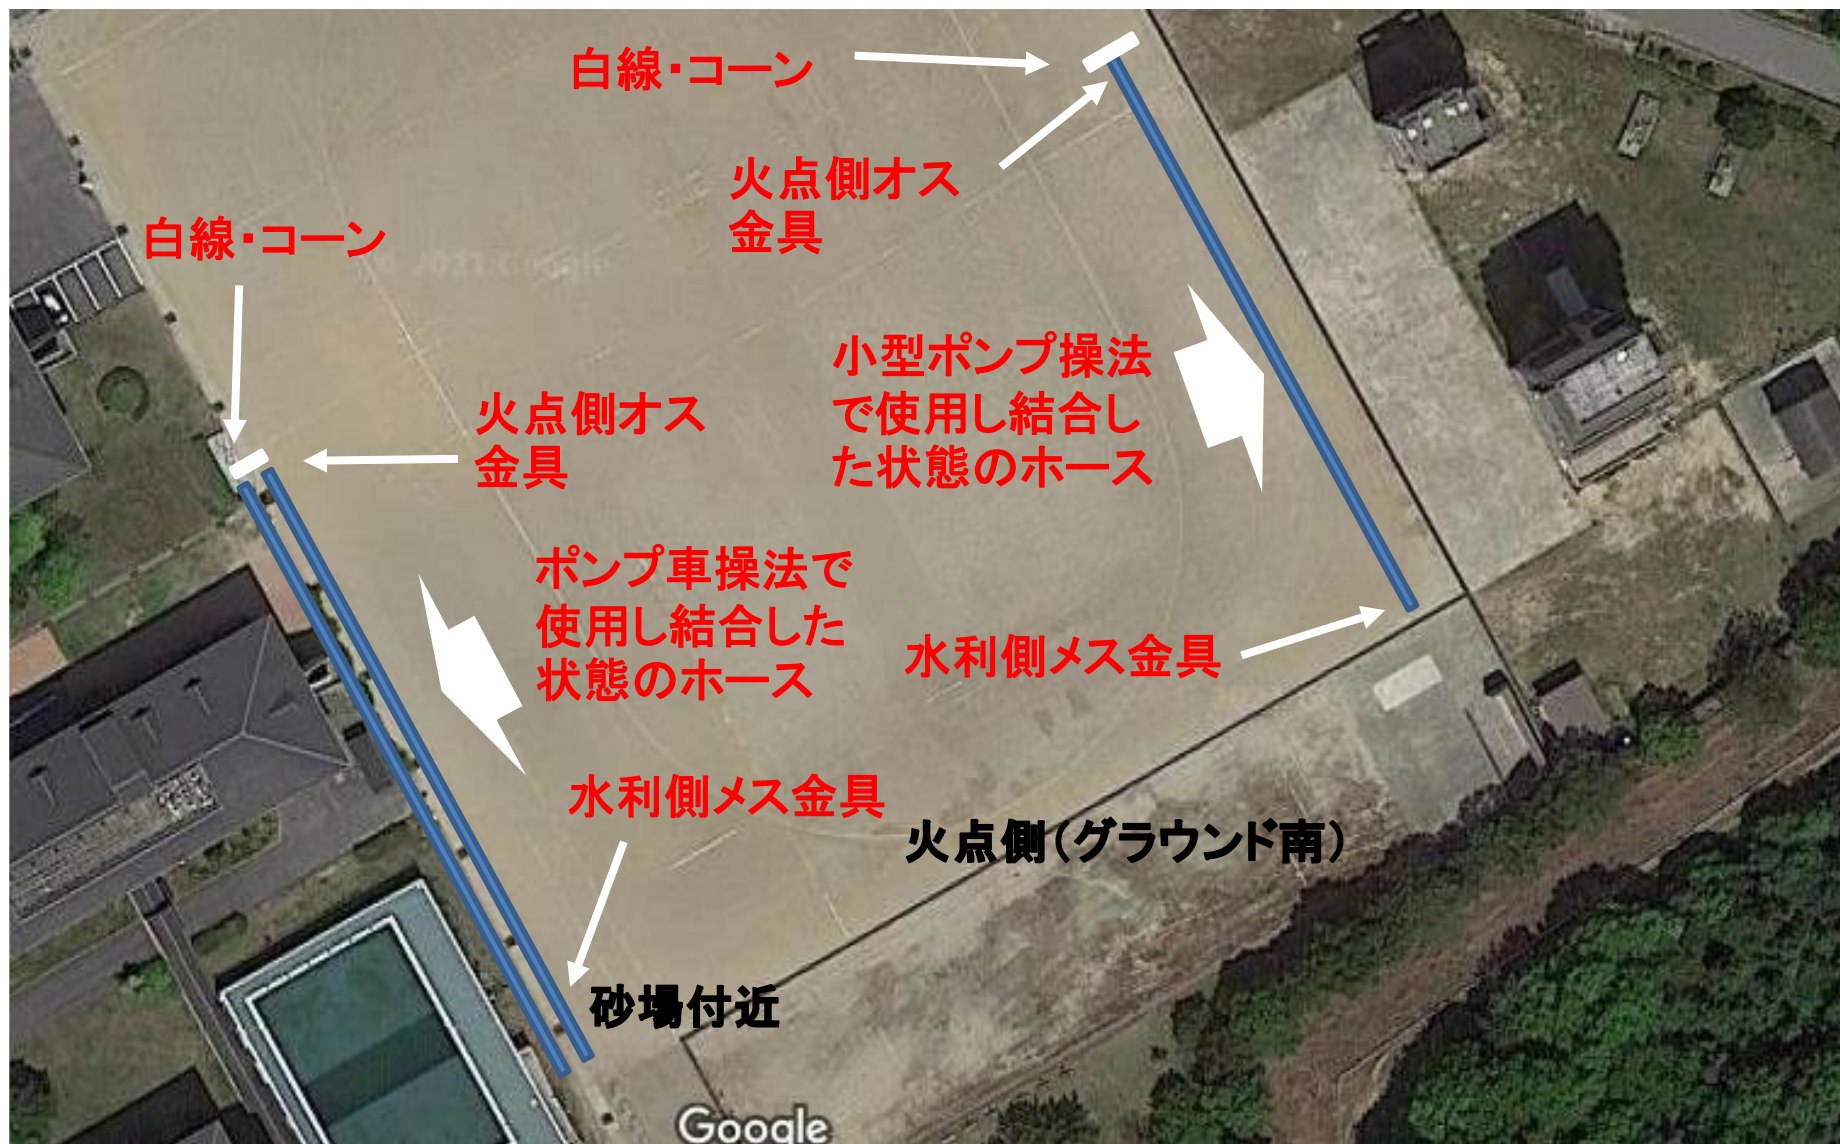 白線・コーン
火点側オス
金具
白線・コーン
© 2021 Google
小型ポンプ操法
で使用し結合し
た状態のホース
火点側オス
金具
ポンプ車操法で
使用し結合した
状態のホース
水利側メス金具
水利側メス金具
火点側（グラウンド南）
砂場付近
Google